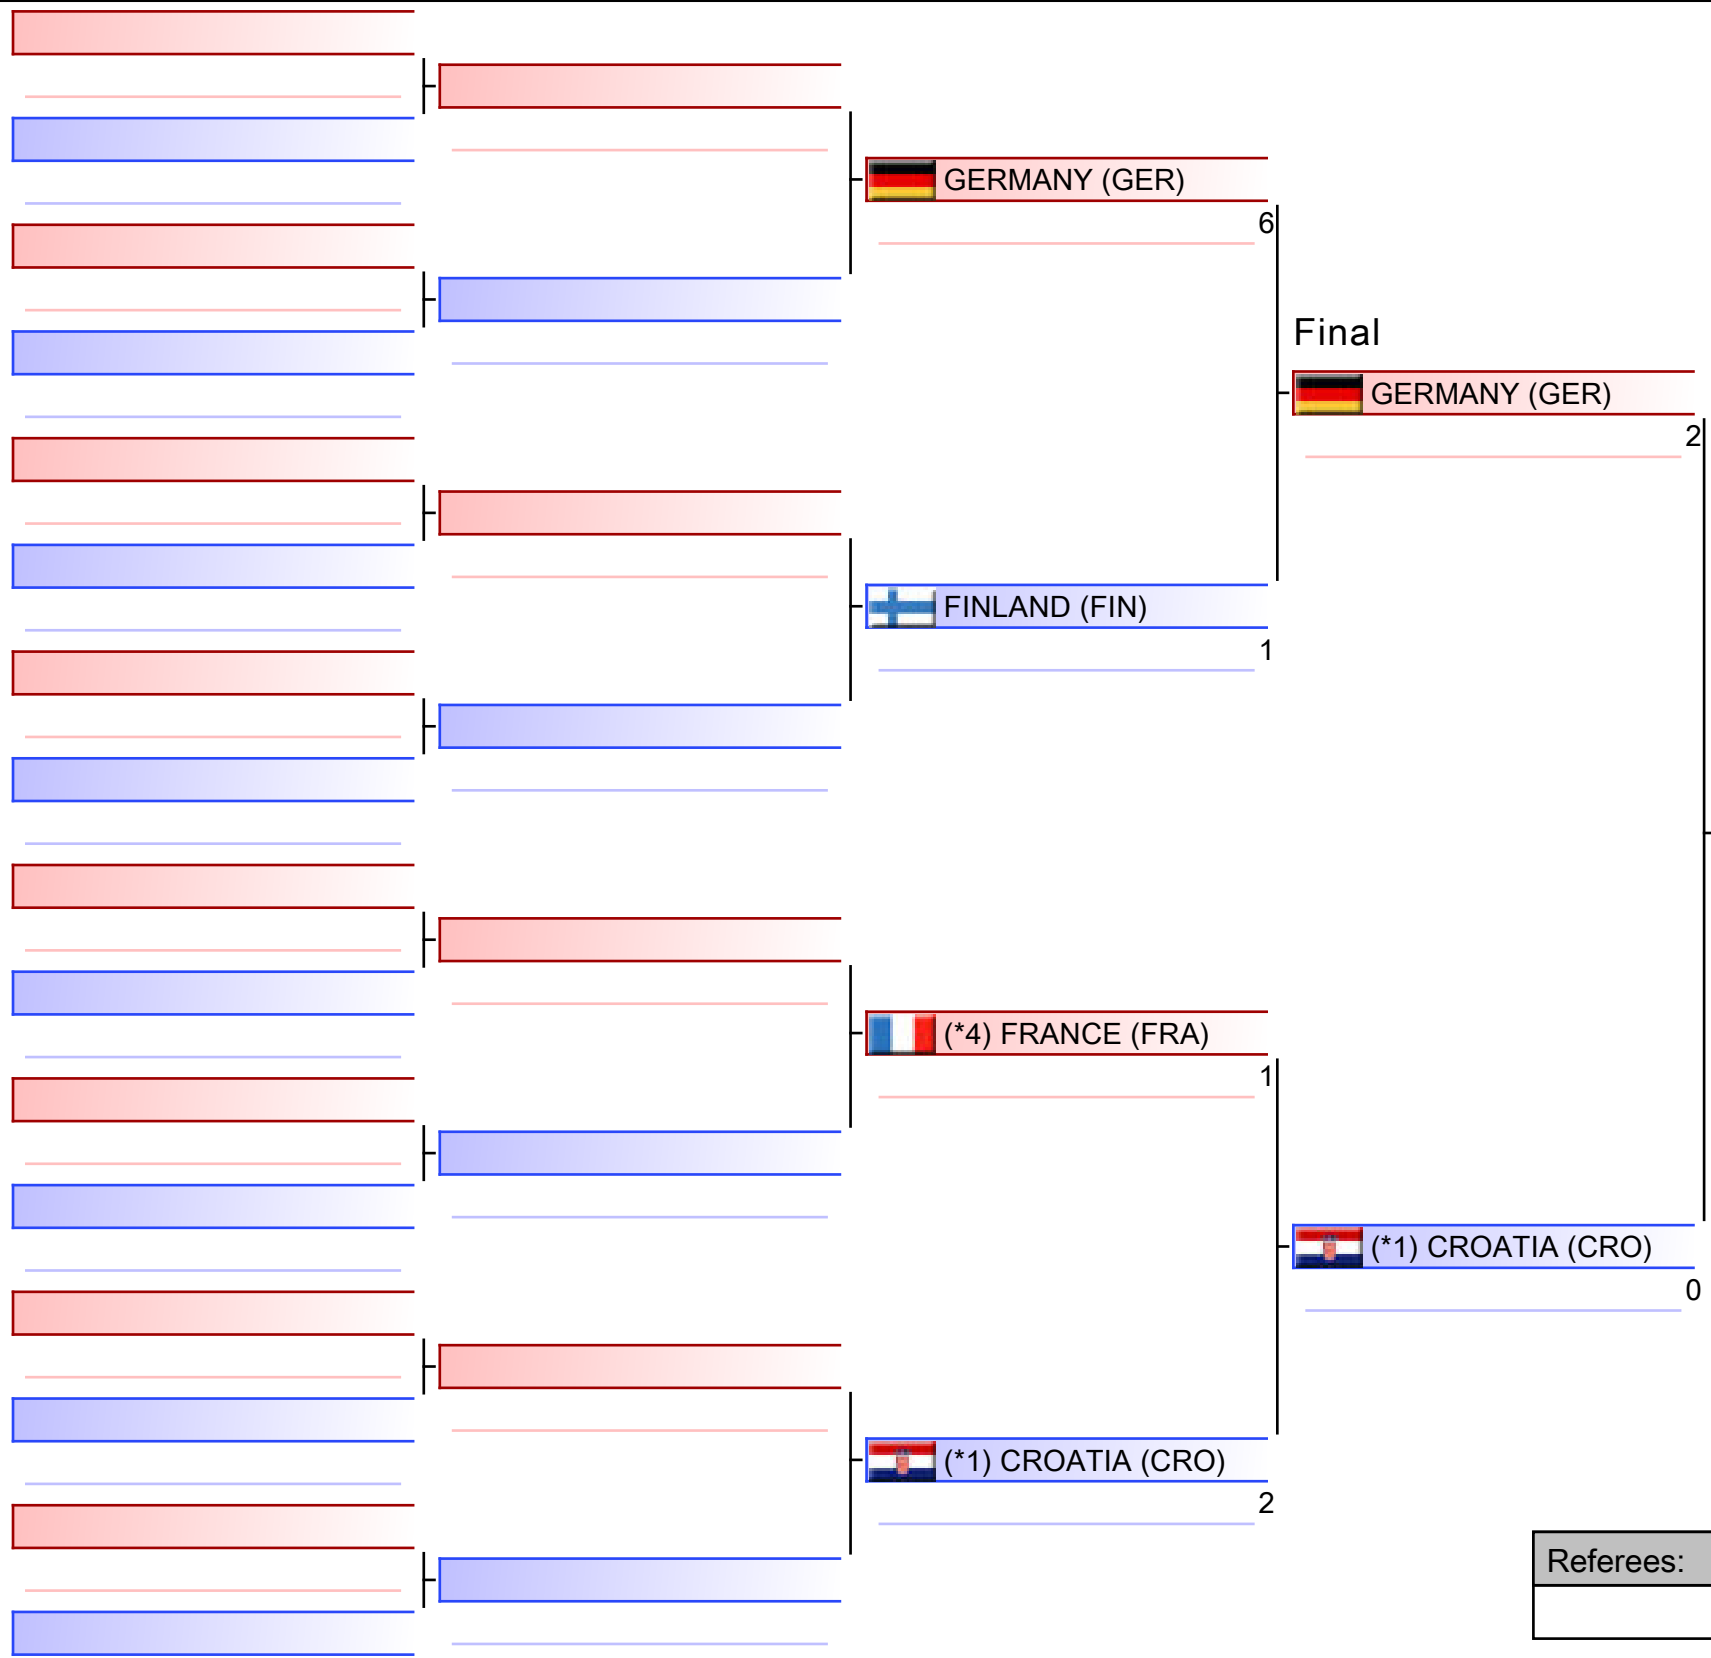 GERMANY (GER)
6
Final
GERMANY (GER)
2
FINLAND (FIN)
1
(*4) FRANCE (FRA)
1
(*1) CROATIA (CRO)
0
(*1) CROATIA (CRO)
2
Referees: